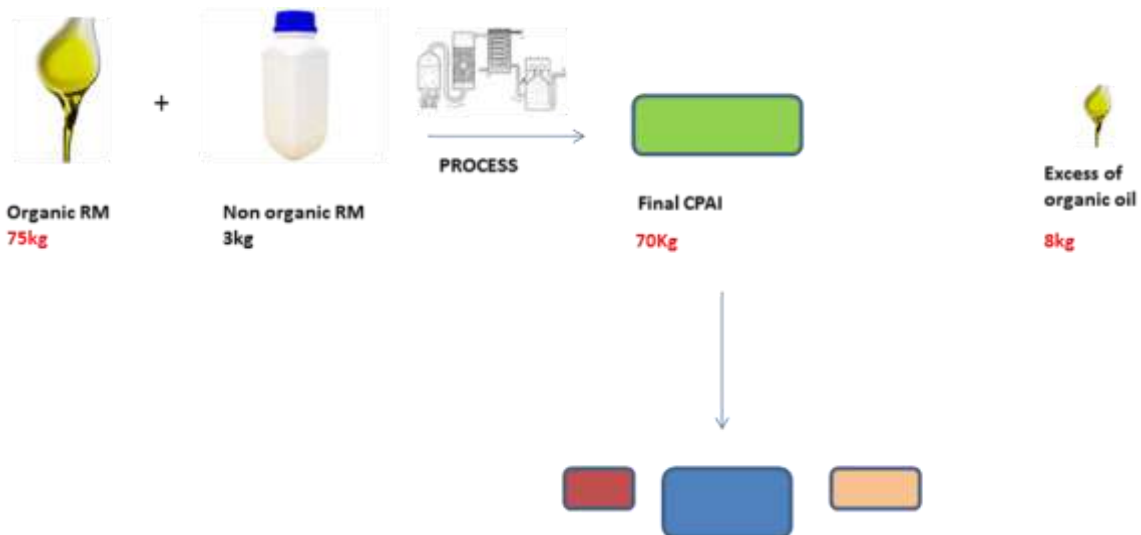 +
PROCESS
Organic RM
75kg
Non organic RM
3kg
Final CPAI
70Kg
Excess of
organic oil
8kg